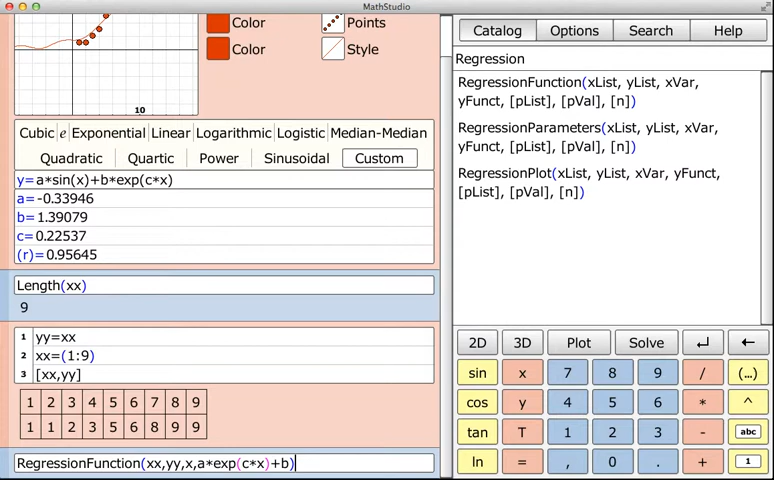 MathStudio
Color
Points
Color
Style
10
Cubic e Exponential Linear Logarithmic Logistic Median-Median
Quadratic Quartic Power Sinusoidal Custom
y=a*sin(x)+b*exp(c*x)
a=-0.33946
b=1.39079
c=0.22537
(r)=0.95645
Length(xx)
9
1 yy=xx
2 xx=(1:9)
3 [xx,yy]
1 2 3 4 5 6 7 8 9
1 1 2 3 4 5 6 7 8 9
RegressionFunction(xx,yy,x,a*exp(c*x)+b)
Catalog Options Search Help
Regression
RegressionFunction(xList, yList, xVar,
yFunct, [pList], [pVal], [n])
RegressionParameters(xList, yList, xVar,
yFunct, [pList], [pVal], [n])
RegressionPlot(xList, yList, xVar, yFunct,
[pList], [pVal], [n])
2D 3D Plot Solve ↵ ←
sin x 7 8 9 / (...)
cos y 4 5 6 * ^
tan T 1 2 3 - abc
ln = , 0 . + 1